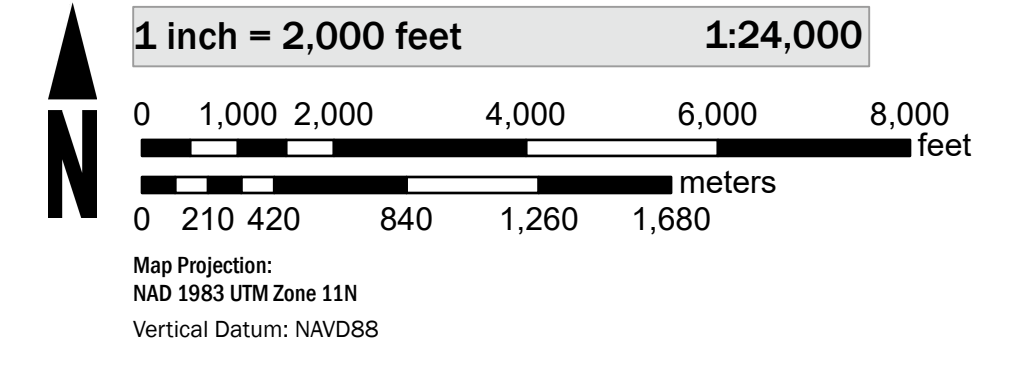 1 inch = 2,000 feet 1:24,000
0 1,000 2,000 4,000 6,000 8,000
feet
meters
0 210 420 840 1,260 1,680
N
Map Projection:
NAD 1983 UTM Zone 11N
Vertical Datum: NAVD88